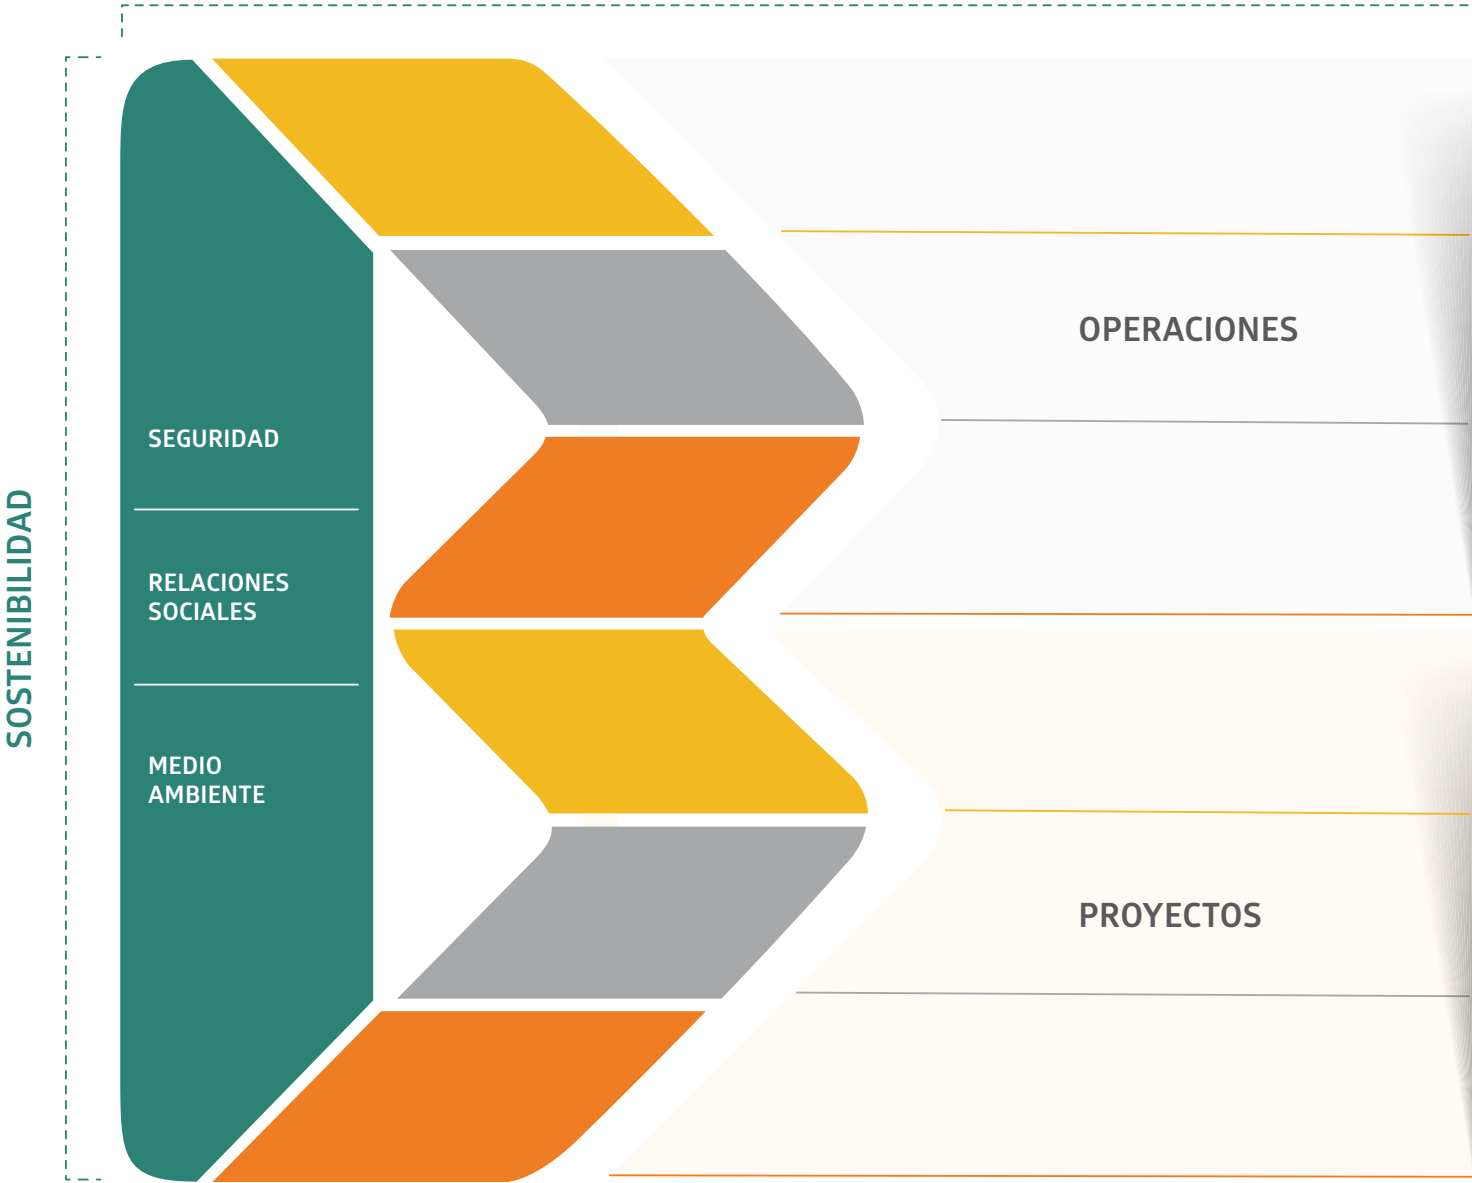 SOSTENIBILIDAD
SEGURIDAD
RELACIONES
SOCIALES
MEDIO
AMBIENTE
OPERACIONES
PROYECTOS